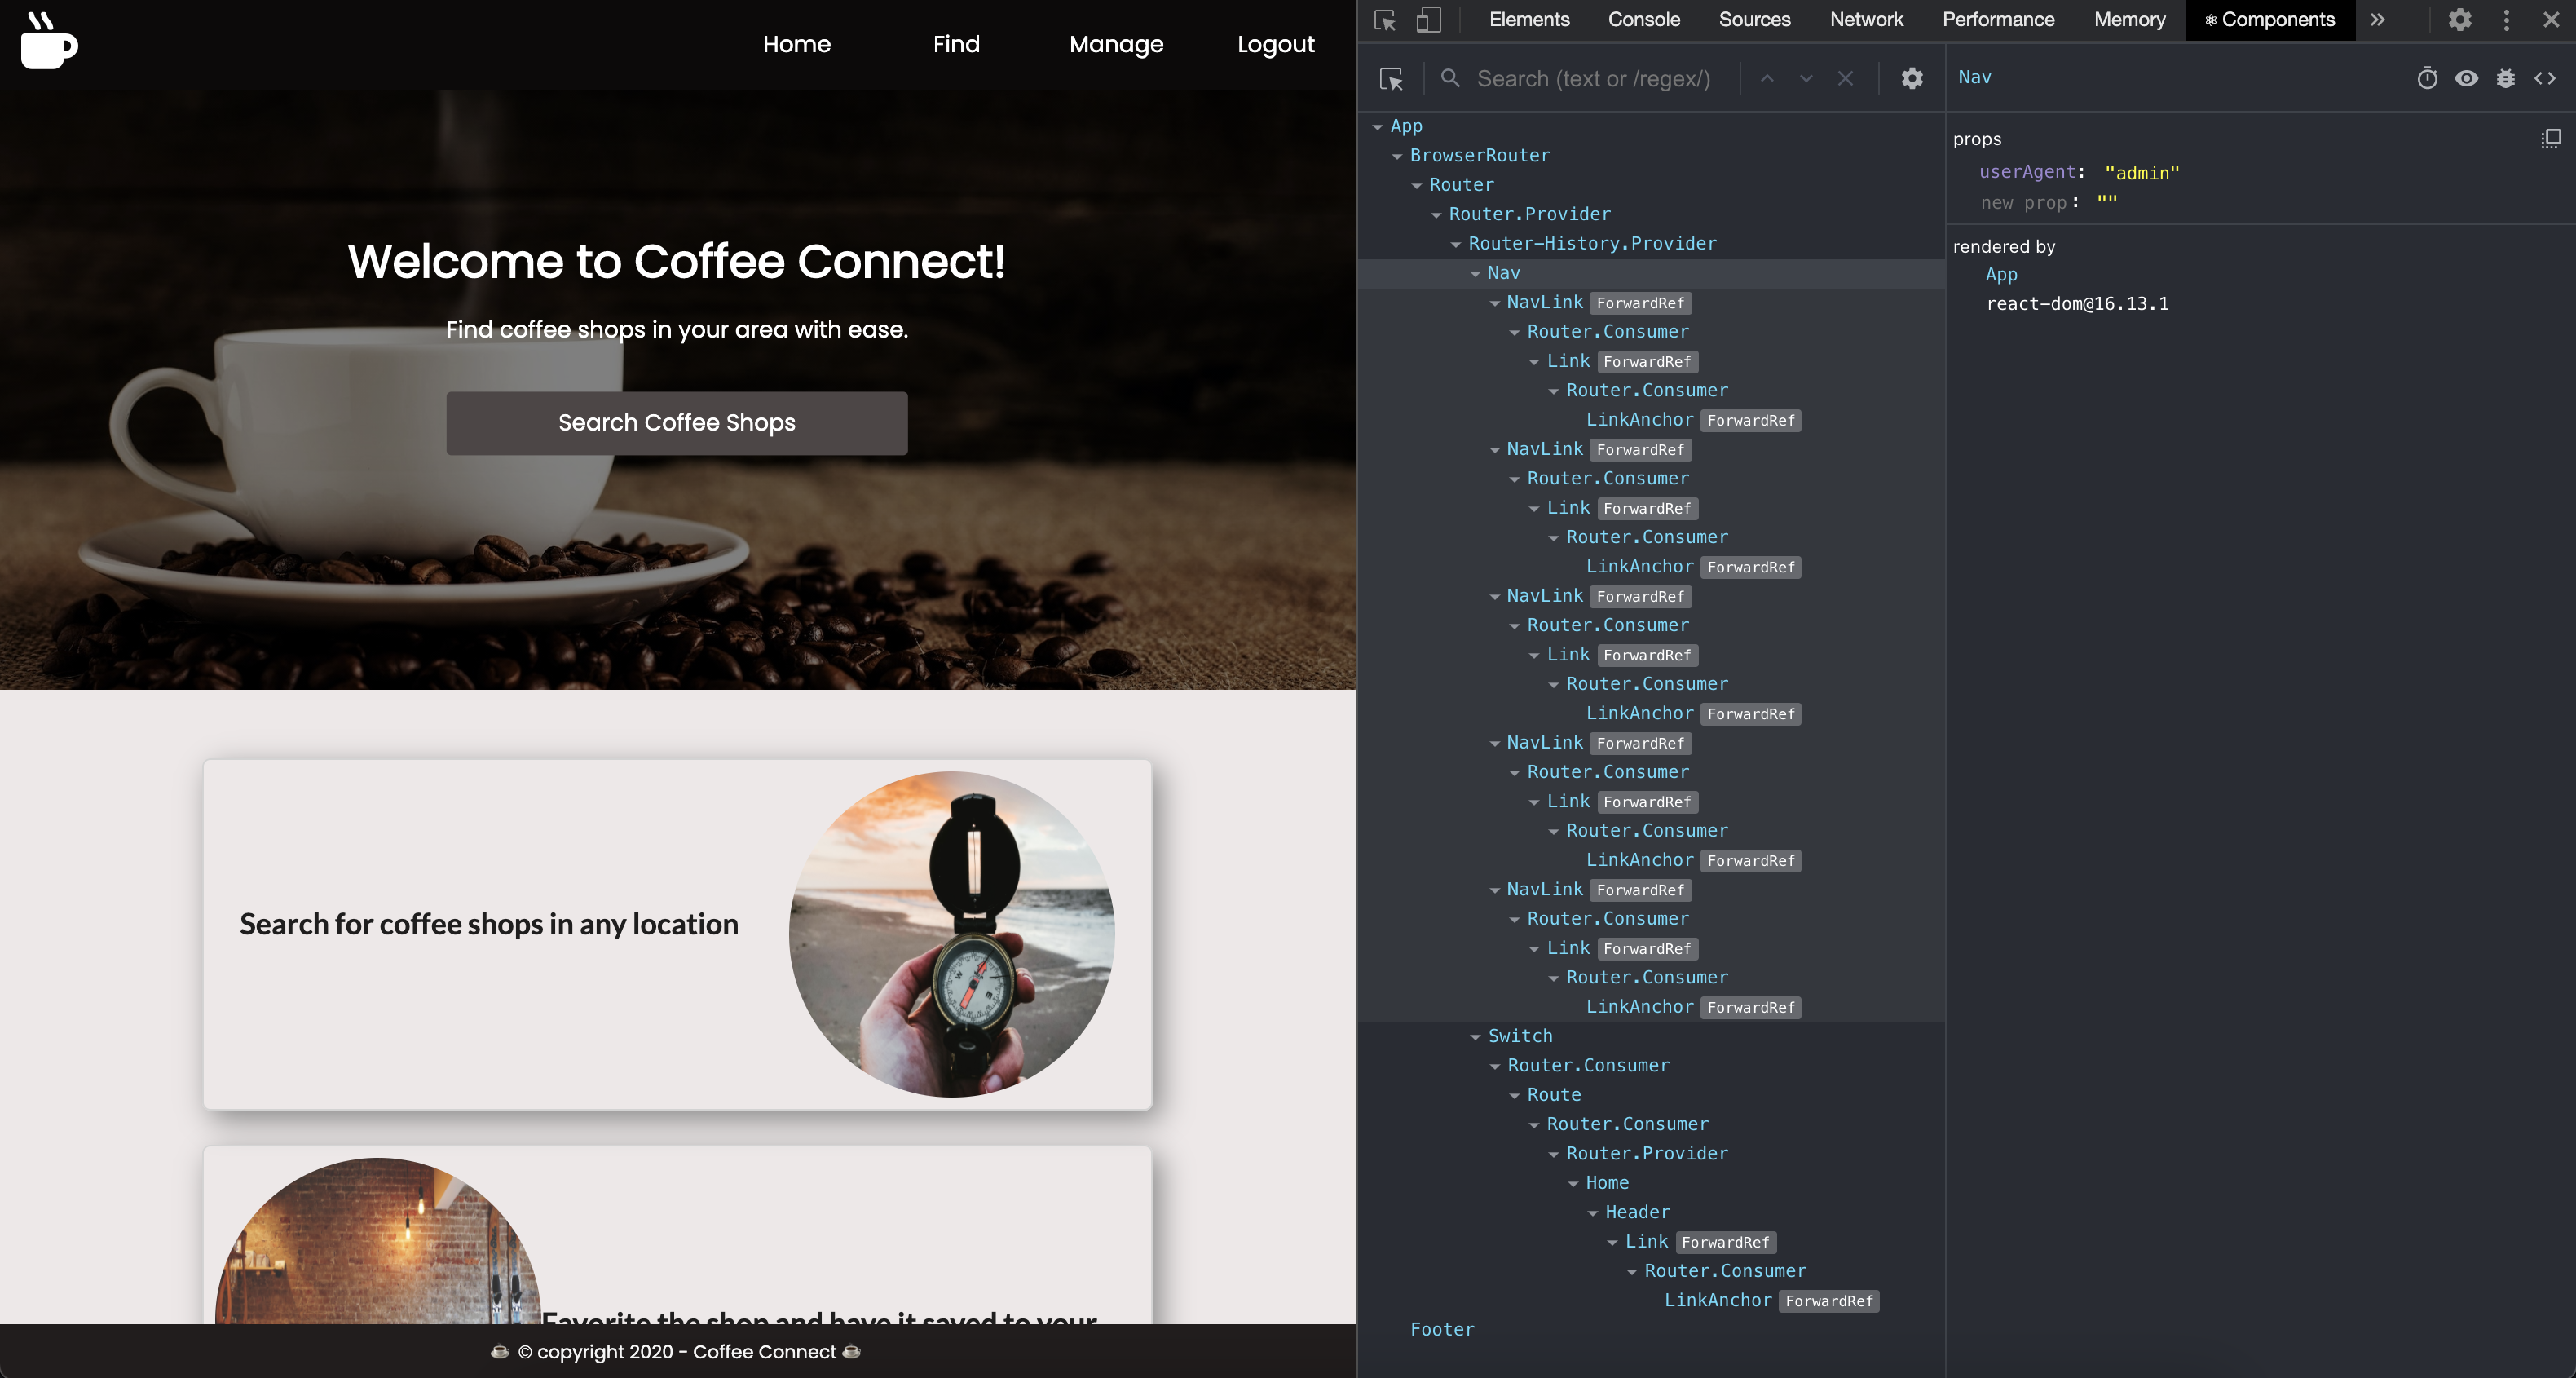 Home Find Manage Logout
Welcome to Coffee Connect!
Find coffee shops in your area with ease.
Search Coffee Shops
Search for coffee shops in any location
Favorite the shop and have it saved to your
☕ © copyright 2020 - Coffee Connect ☕
Elements Console Sources Network Performance Memory ⚛ Components »
Search (text or /regex/)
App
BrowserRouter
Router
Router.Provider
Router-History.Provider
Nav
NavLink ForwardRef
Router.Consumer
Link ForwardRef
Router.Consumer
LinkAnchor ForwardRef
NavLink ForwardRef
Router.Consumer
Link ForwardRef
Router.Consumer
LinkAnchor ForwardRef
NavLink ForwardRef
Router.Consumer
Link ForwardRef
Router.Consumer
LinkAnchor ForwardRef
NavLink ForwardRef
Router.Consumer
Link ForwardRef
Router.Consumer
LinkAnchor ForwardRef
NavLink ForwardRef
Router.Consumer
Link ForwardRef
Router.Consumer
LinkAnchor ForwardRef
Switch
Router.Consumer
Route
Router.Consumer
Router.Provider
Home
Header
Link ForwardRef
Router.Consumer
LinkAnchor ForwardRef
Footer
Nav
props
userAgent: "admin"
new prop: ""
rendered by
App
react-dom@16.13.1